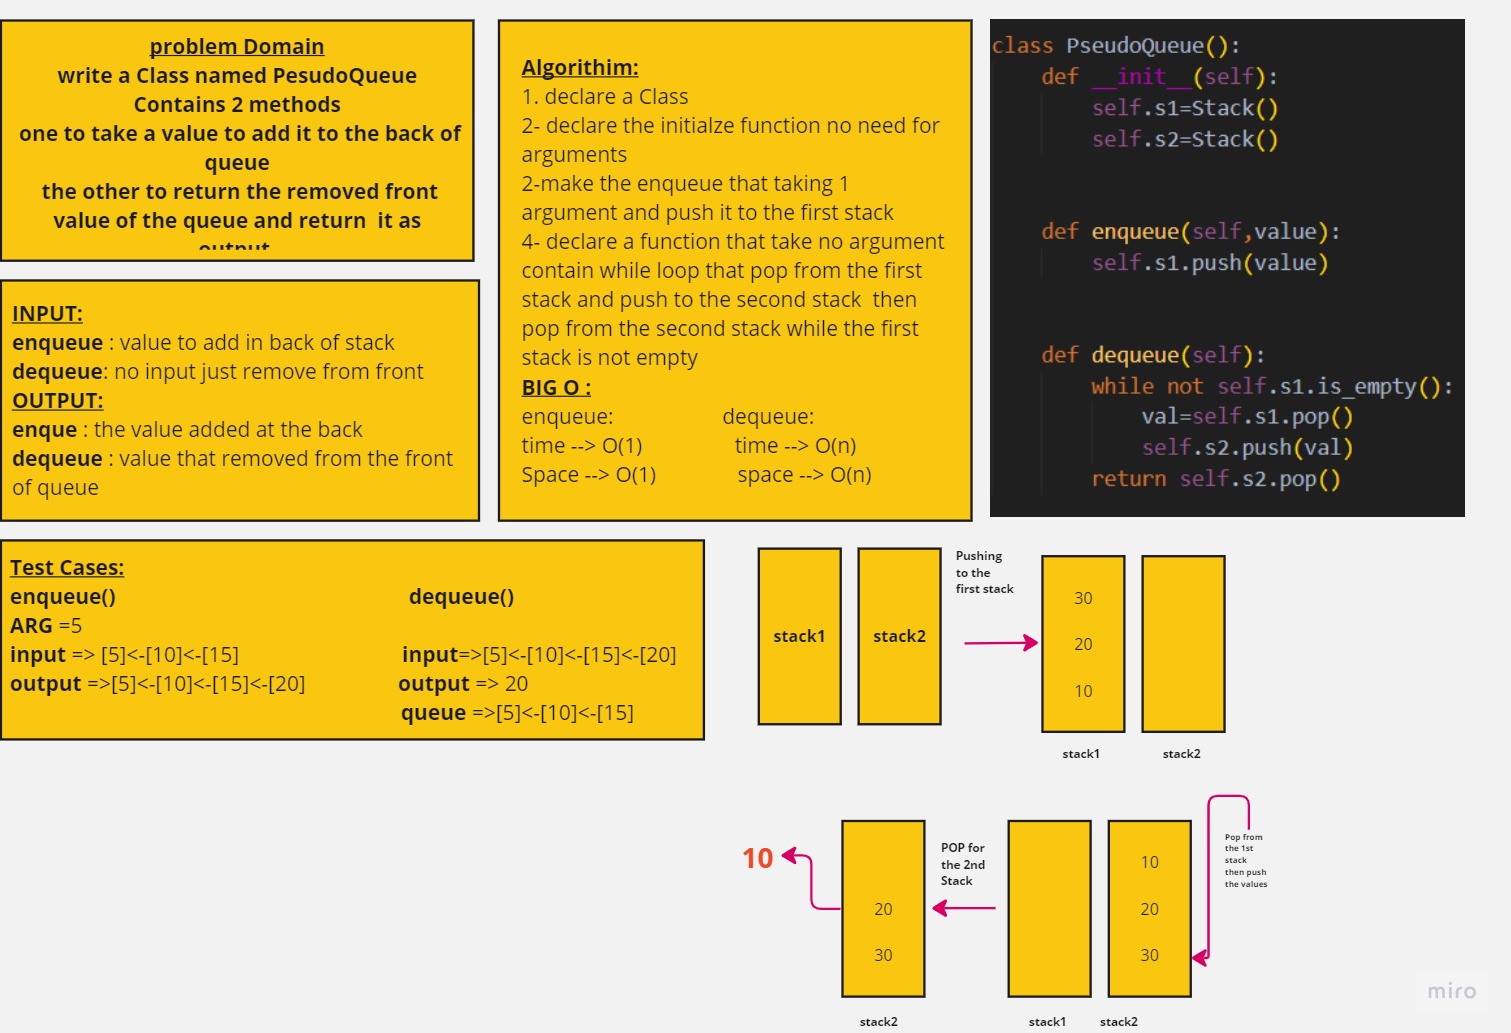 problem Domain
write a Class named PesudoQueue
Contains 2 methods
one to take a value to add it to the back of
queue
the other to return the removed front
value of the queue and return it as
output
INPUT:
enqueue : value to add in back of stack
dequeue: no input just remove from front
OUTPUT:
enque : the value added at the back
dequeue : value that removed from the front
of queue
Algorithim:
1. declare a Class
2- declare the initialze function no need for
arguments
2-make the enqueue that taking 1
argument and push it to the first stack
4- declare a function that take no argument
contain while loop that pop from the first
stack and push to the second stack then
pop from the second stack while the first
stack is not empty
BIG O :
enqueue: dequeue:
time --> O(1) time --> O(n)
Space --> O(1) space --> O(n)
class PseudoQueue():
def __init__(self):
self.s1=Stack()
self.s2=Stack()
def enqueue(self,value):
self.s1.push(value)
def dequeue(self):
while not self.s1.is_empty():
val=self.s1.pop()
self.s2.push(val)
return self.s2.pop()
Test Cases:
enqueue() dequeue()
ARG =5
input => [5]<-[10]<-[15] input=>[5]<-[10]<-[15]<-[20]
output =>[5]<-[10]<-[15]<-[20] output => 20
queue =>[5]<-[10]<-[15]
stack1
stack2
Pushing
to the
first stack
30
20
10
stack1
stack2
10
20
30
stack2
POP for
the 2nd
Stack
stack1
10
20
30
stack2
Pop from
the 1st
stack
then push
the values
miro